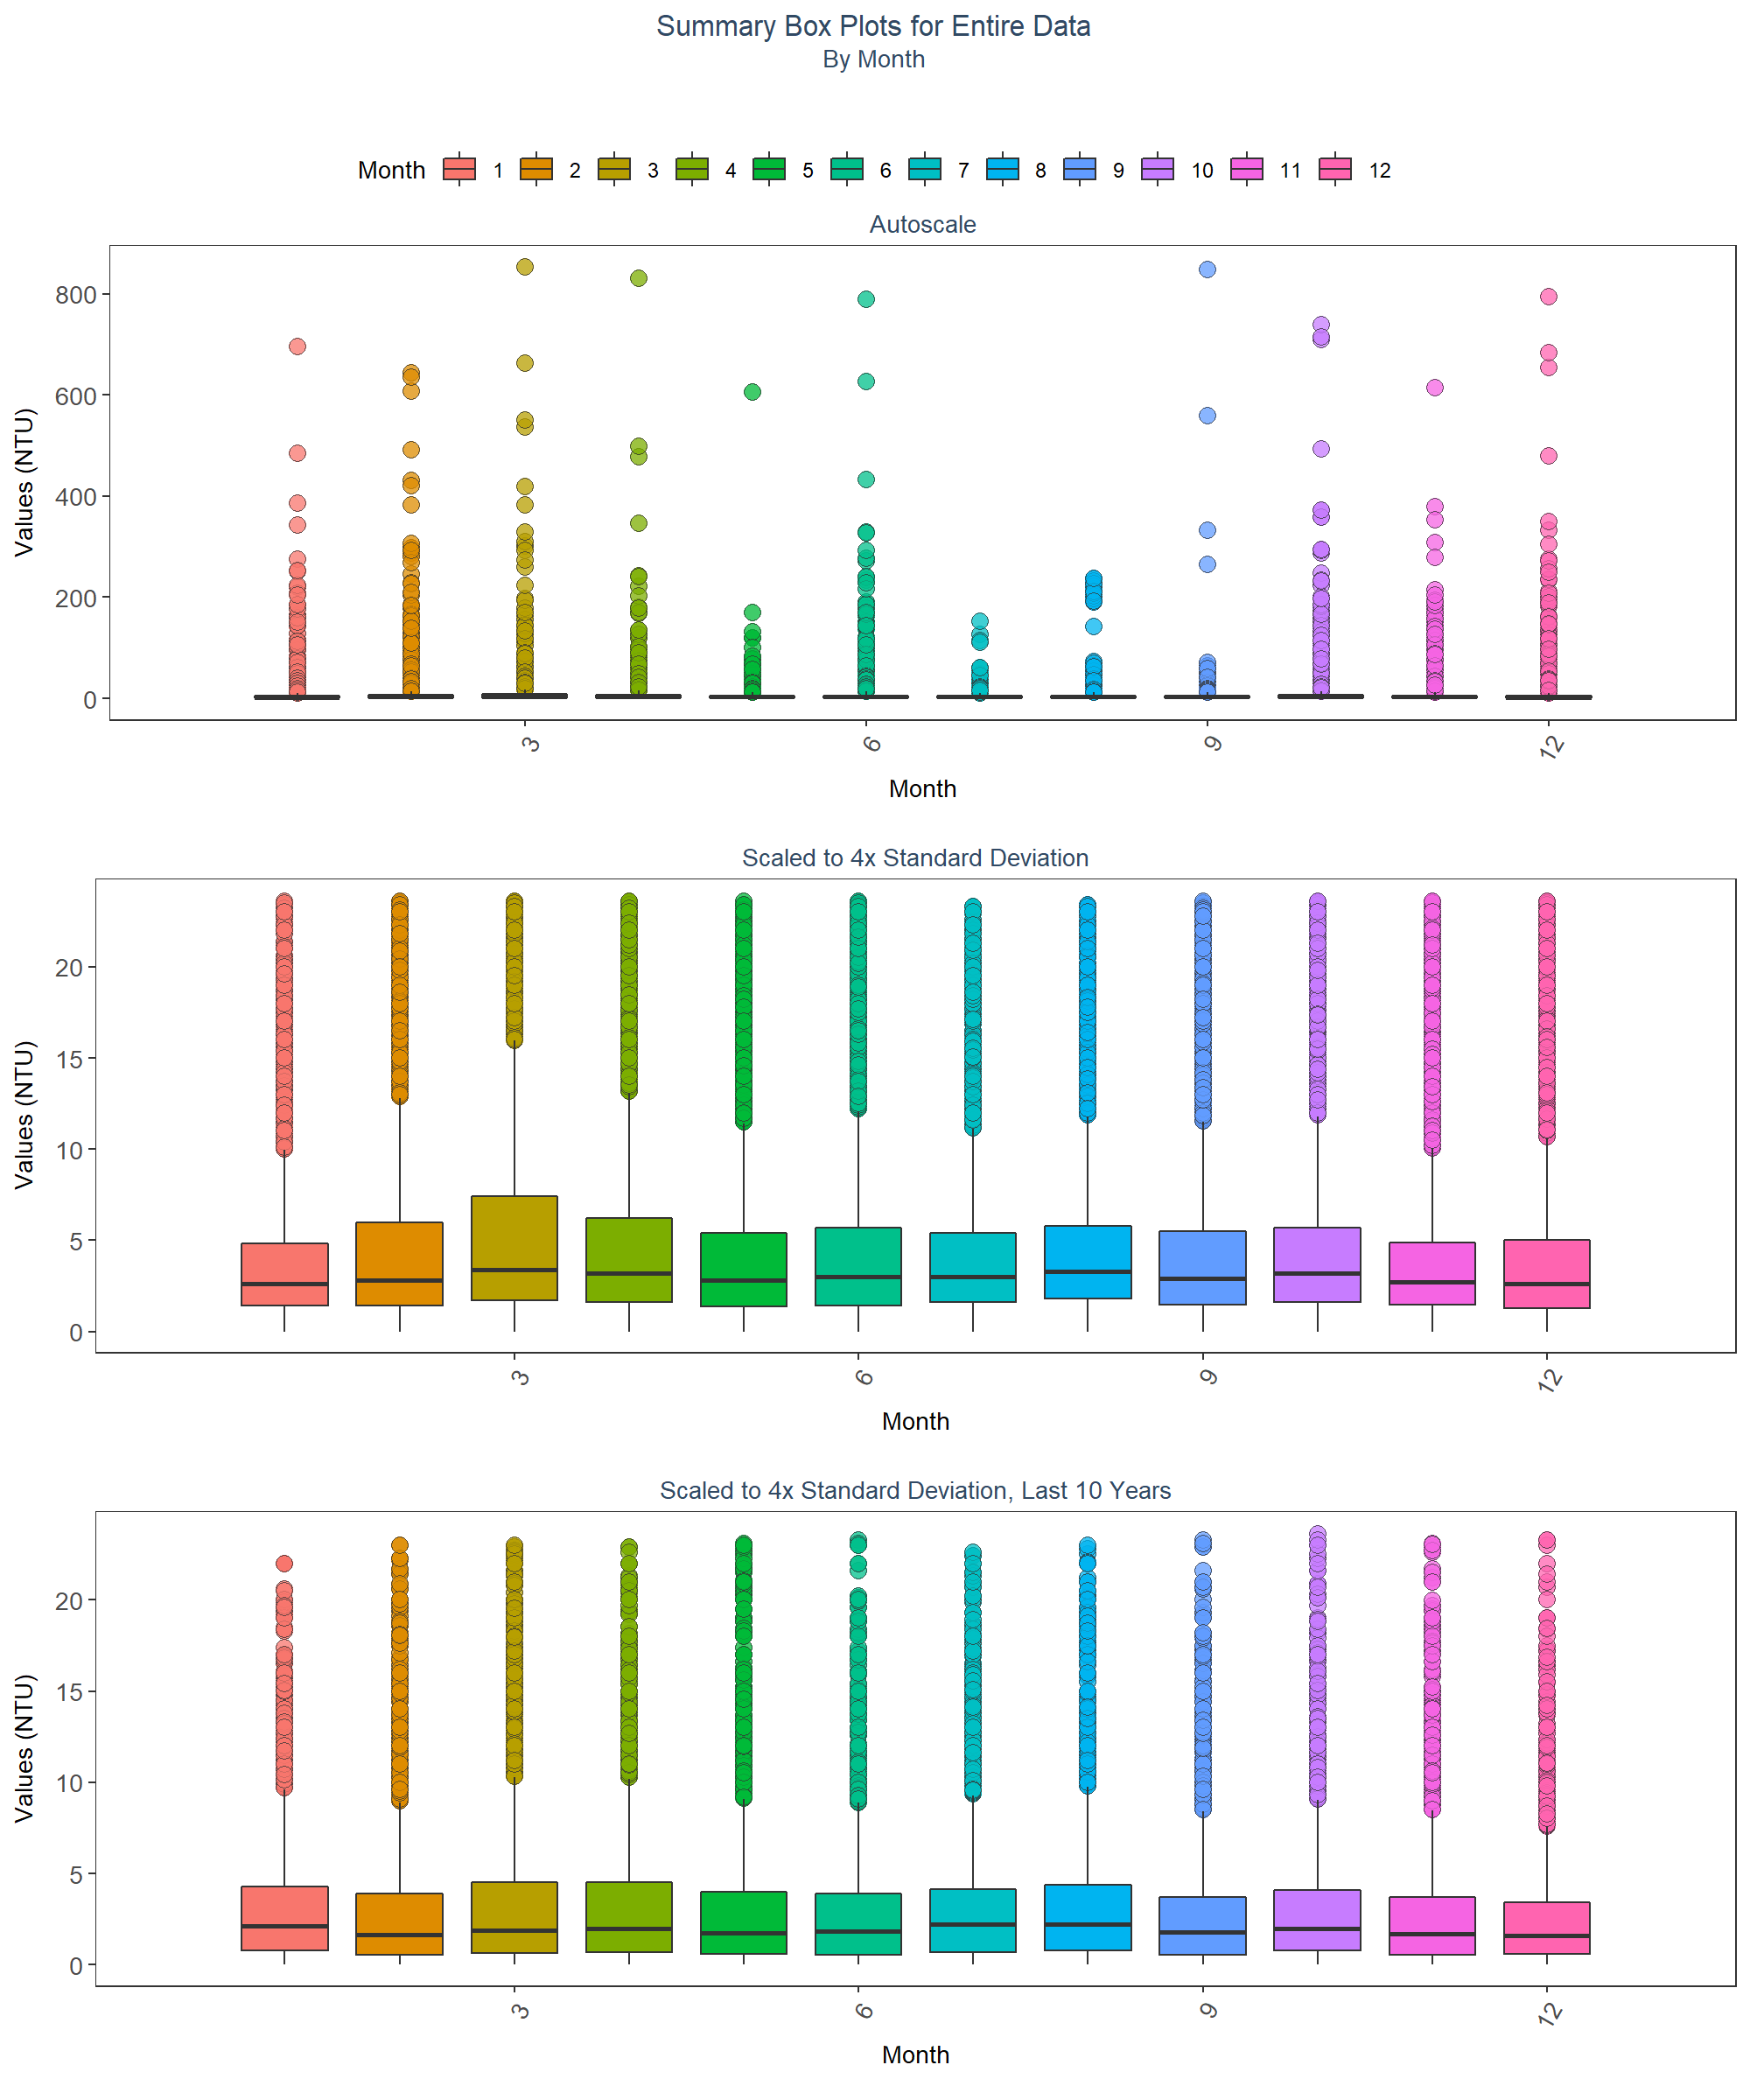 Summary Box Plots for Entire Data
By Month
Month 1 2 3 4 5 6 7 8 9 10 11 12
Autoscale
Values (NTU)
800
600
400
200
0
3 6 9 12
Month
Scaled to 4x Standard Deviation
Values (NTU)
20
15
10
5
0
3 6 9 12
Month
Scaled to 4x Standard Deviation, Last 10 Years
Values (NTU)
20
15
10
5
0
3 6 9 12
Month